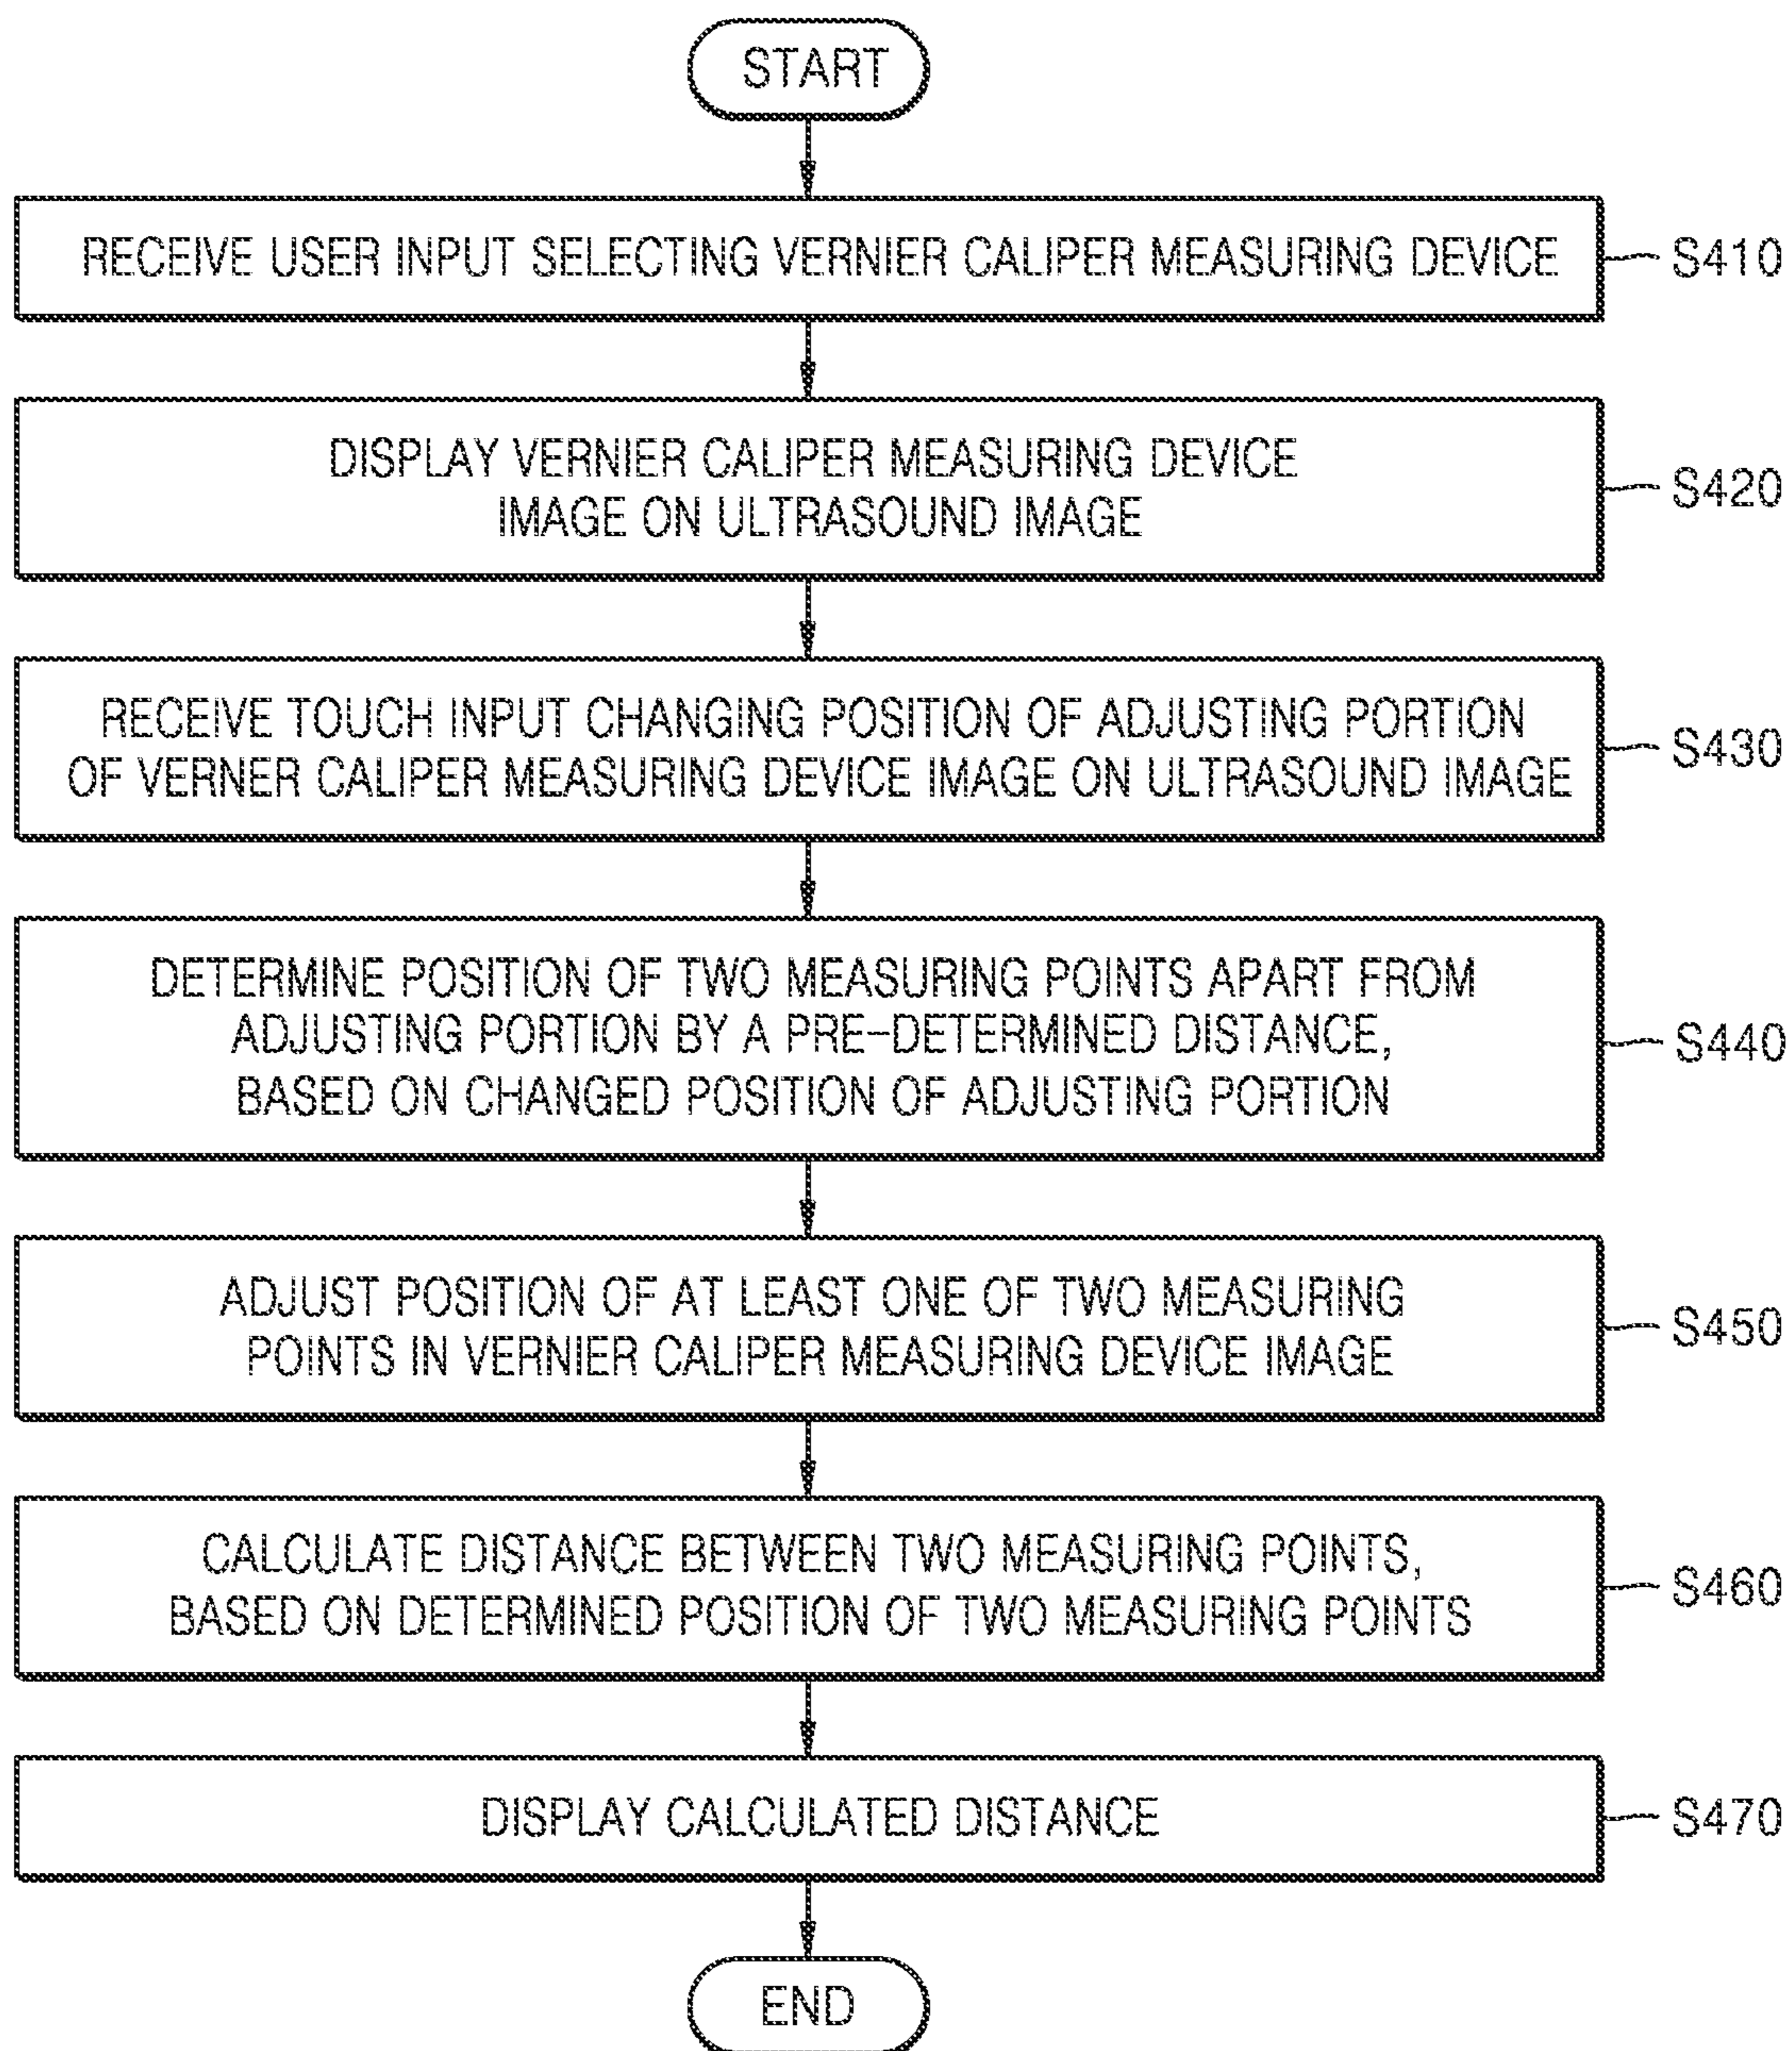 START
RECEIVE USER INPUT SELECTING VERNIER CALIPER MEASURING DEVICE
S410
DISPLAY VERNIER CALIPER MEASURING DEVICE
IMAGE ON ULTRASOUND IMAGE
S420
RECEIVE TOUCH INPUT CHANGING POSITION OF ADJUSTING PORTION
OF VERNER CALIPER MEASURING DEVICE IMAGE ON ULTRASOUND IMAGE
S430
DETERMINE POSITION OF TWO MEASURING POINTS APART FROM
ADJUSTING PORTION BY A PRE-DETERMINED DISTANCE,
BASED ON CHANGED POSITION OF ADJUSTING PORTION
S440
ADJUST POSITION OF AT LEAST ONE OF TWO MEASURING
POINTS IN VERNIER CALIPER MEASURING DEVICE IMAGE
S450
CALCULATE DISTANCE BETWEEN TWO MEASURING POINTS,
BASED ON DETERMINED POSITION OF TWO MEASURING POINTS
S460
DISPLAY CALCULATED DISTANCE
S470
END